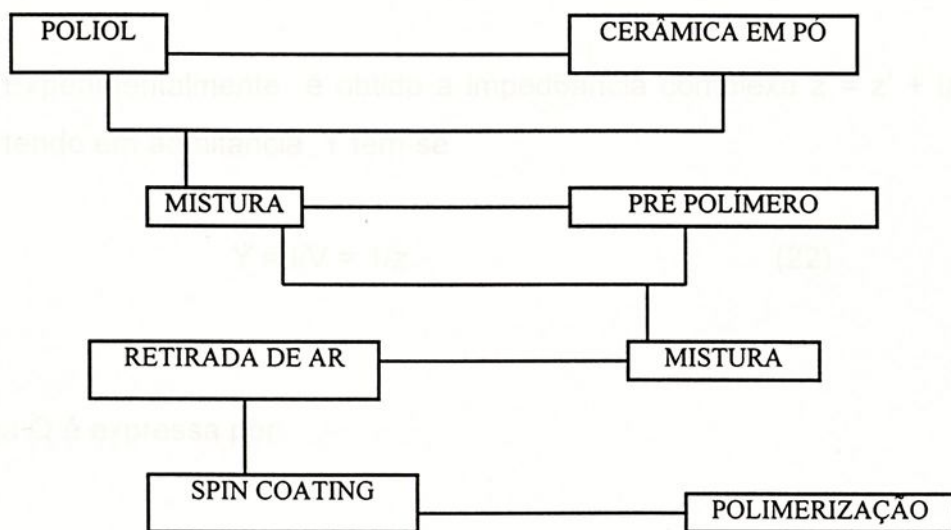 POLIOL
CERÂMICA EM PÓ
MISTURA
PRÉ POLÍMERO
RETIRADA DE AR
MISTURA
SPIN COATING
POLIMERIZAÇÃO